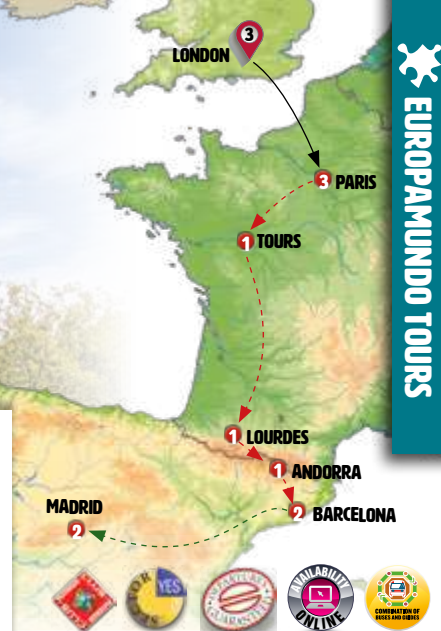 3
LONDON
EUROPAMUNDO TOURS
3 PARIS
1 TOURS
1 LOURDES
1 ANDORRA
MADRID
2
2 BARCELONA
YES
GUARANTEED
AVAILABILITY
ONLINE
COMBINATION OF
BUSES AND GUIDES